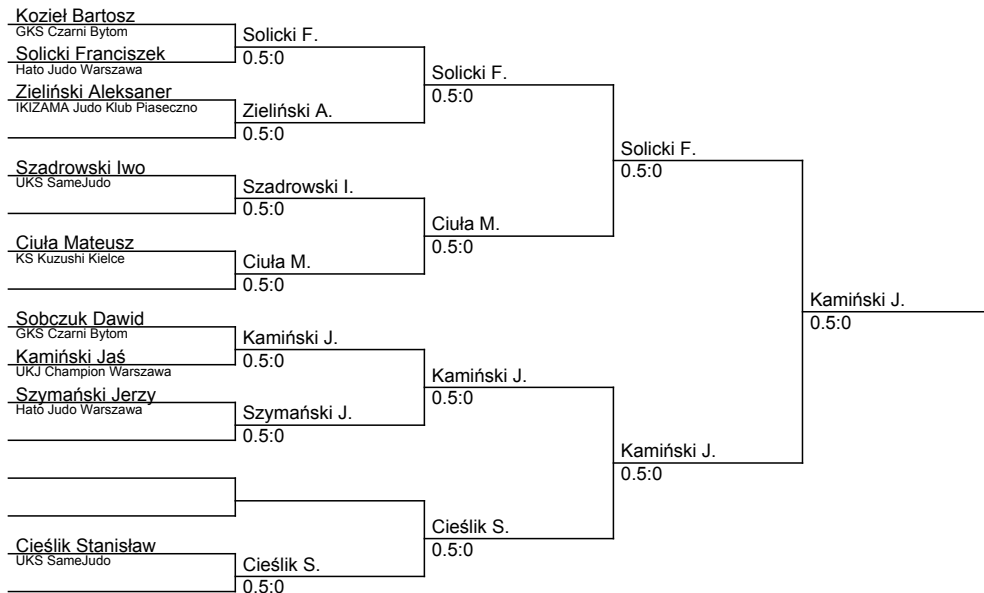 Kozieł Bartosz
GKS Czarni Bytom
Solicki Franciszek
Hato Judo Warszawa
Zieliński Aleksaner
IKIZAMA Judo Klub Piaseczno
Szadrowski Iwo
UKS SameJudo
Ciuła Mateusz
KS Kuzushi Kielce
Sobczuk Dawid
GKS Czarni Bytom
Kamiński Jaś
UKJ Champion Warszawa
Szymański Jerzy
Hato Judo Warszawa
Cieślik Stanisław
UKS SameJudo
Solicki F.
0.5:0
Zieliński A.
0.5:0
Szadrowski I.
0.5:0
Ciuła M.
0.5:0
Kamiński J.
0.5:0
Szymański J.
0.5:0
Cieślik S.
0.5:0
Solicki F.
0.5:0
Ciuła M.
0.5:0
Kamiński J.
0.5:0
Cieślik S.
0.5:0
Solicki F.
0.5:0
Kamiński J.
0.5:0
Kamiński J.
0.5:0